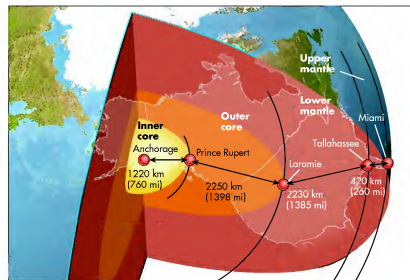 Upper
mantle
Lower
mantle
Miami
Outer
core
Tallahassee
Inner
core
Anchorage
Prince Rupert
Laramie
1220 km
(760 mi)
2250 km
(1398 mi)
2230 km
(1385 mi)
420 km
(260 mi)